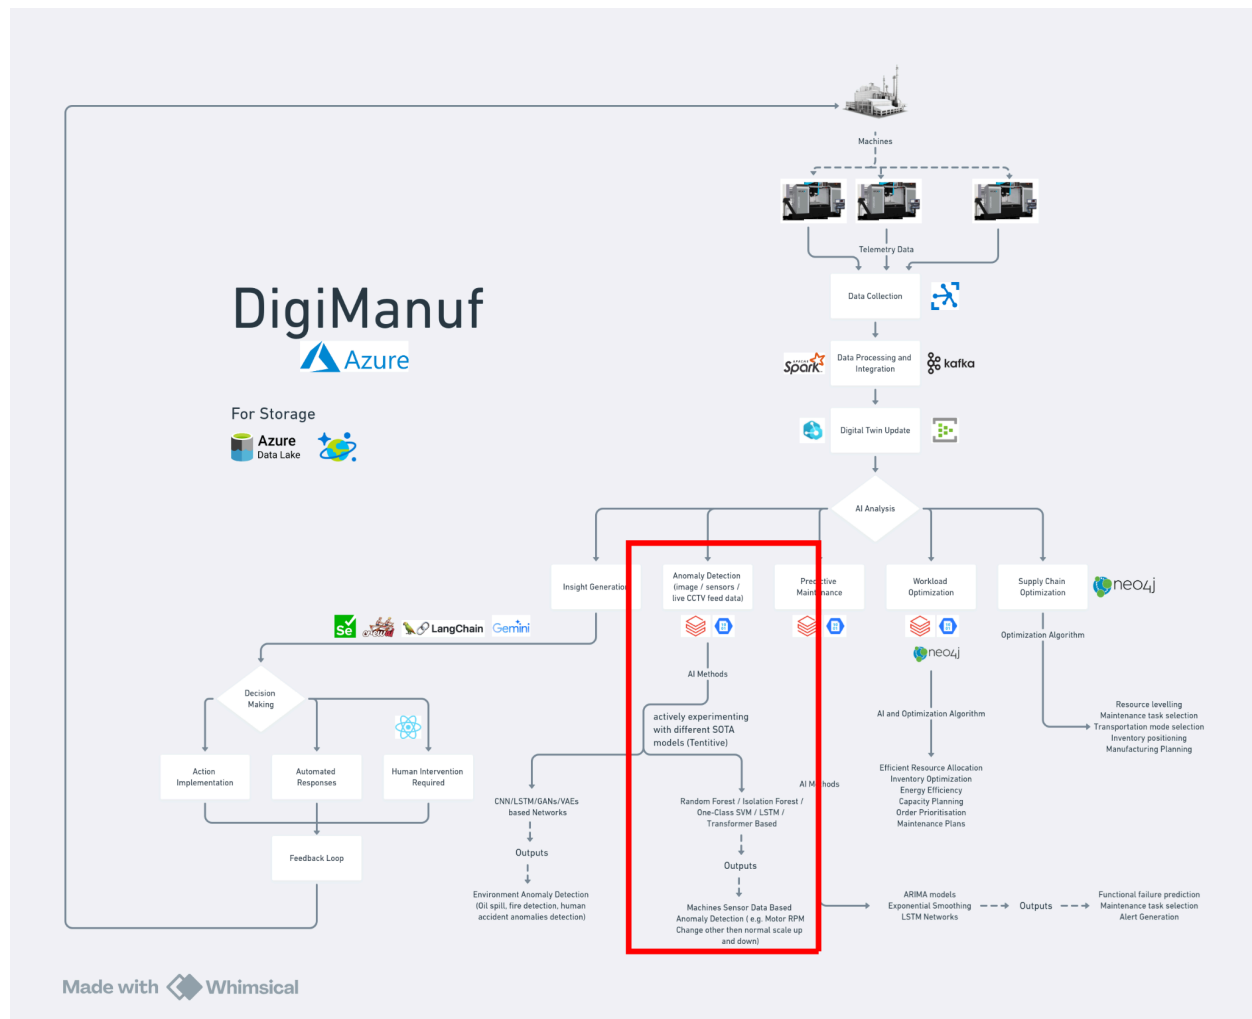 Machines
Telemetry Data
Data Collection
DigiManuf
Azure
APACHE
Spark
Data Processing and
Integration
kafka
For Storage
Azure
Data Lake
Digital Twin Update
AI Analysis
Insight Generation
Anomaly Detection
(image / sensors /
live CCTV feed data)
Predictive
Maintenance
Workload
Optimization
Supply Chain
Optimization
neo4j
Se
crewai
LangChain
Gemini
neo4j
Optimization Algorithm
AI Methods
Decision
Making
actively experimenting
with different SOTA
models (Tentitive)
AI and Optimization Algorithm
Resource levelling
Maintenance task selection
Transportation mode selection
Inventory positioning
Manufacturing Planning
Action
Implementation
Automated
Responses
Human Intervention
Required
AI Methods
Efficient Resource Allocation
Inventory Optimization
Energy Efficiency
Capacity Planning
Order Prioritisation
Maintenance Plans
CNN/LSTM/GANs/VAEs
based Networks
Random Forest / Isolation Forest /
One-Class SVM / LSTM /
Transformer Based
Outputs
Outputs
Feedback Loop
Environment Anomaly Detection
(Oil spill, fire detection, human
accident anomalies detection)
Machines Sensor Data Based
Anomaly Detection ( e.g. Motor RPM
Change other then normal scale up
and down)
ARIMA models
Exponential Smoothing
LSTM Networks
Outputs
Functional failure prediction
Maintenance task selection
Alert Generation
Made with Whimsical